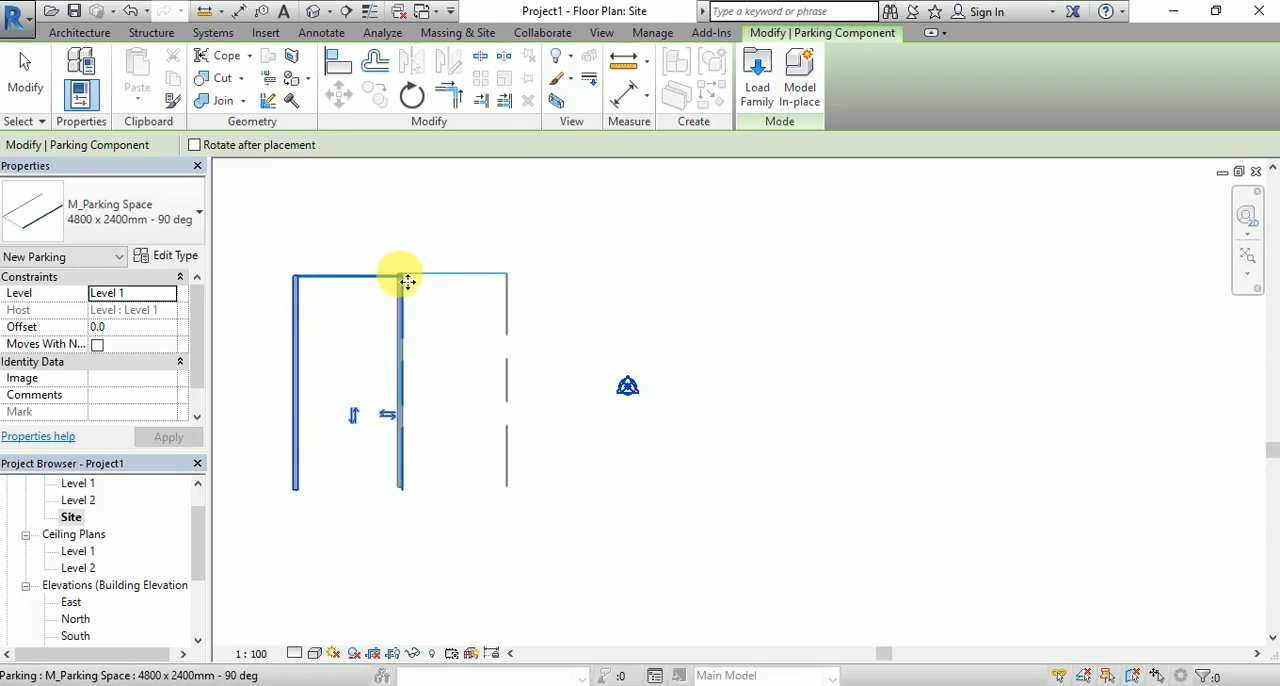 Project1 - Floor Plan: Site
Type a keyword or phrase
Sign In
Architecture Structure Systems Insert Annotate Analyze Massing & Site Collaborate View Manage Add-Ins Modify | Parking Component
Modify
Paste
Cope
Cut
Join
Load Family
Model In-place
Select Properties Clipboard Geometry Modify View Measure Create Mode
Modify | Parking Component
Rotate after placement
Properties
M_Parking Space
4800 x 2400mm - 90 deg
New Parking
Edit Type
Constraints
Level Level 1
Host Level : Level 1
Offset 0.0
Moves With N...
Identity Data
Image
Comments
Mark
Properties help
Apply
Project Browser - Project1
Level 1
Level 2
Site
Ceiling Plans
Level 1
Level 2
Elevations (Building Elevation
East
North
South
1 : 100
Parking : M_Parking Space : 4800 x 2400mm - 90 deg
:0
Main Model
:0
2D